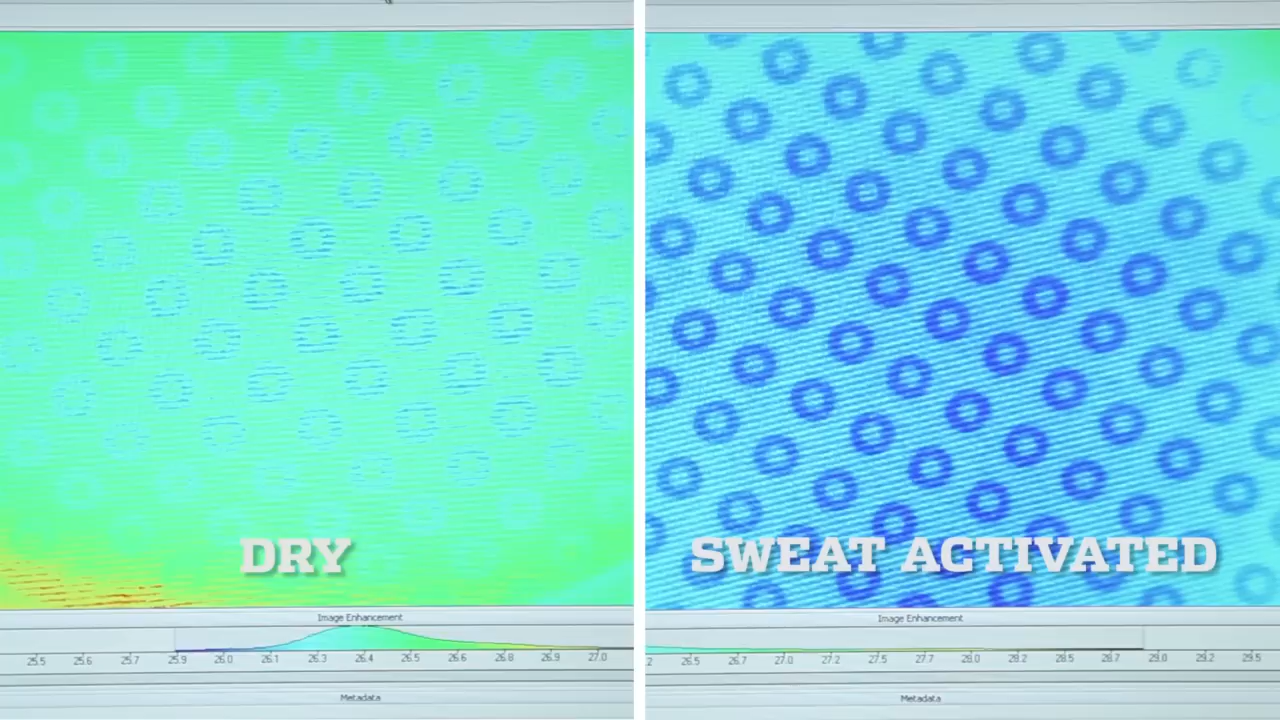 DRY
SWEAT ACTIVATED
Image Enhancement
25.5 25.6 25.7 25.9 26.0 26.1 26.3 26.4 26.5 26.6 26.8 26.9 27.0
Metadata
Image Enhancement
2 26.5 26.7 27.0 27.2 27.5 27.7 28.0 28.2 28.5 28.7 29.0 29.2 29.5
Metadata